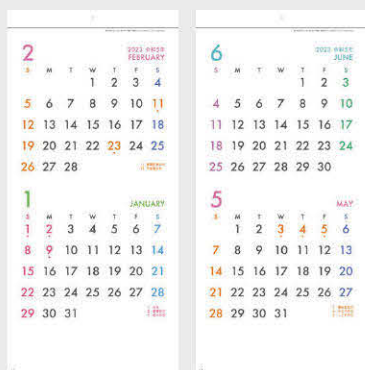 2
2023 令和5年
FEBRUARY
S M T W T F S
1 2 3 4
5 6 7 8 9 10 11
12 13 14 15 16 17 18
19 20 21 22 23 24 25
26 27 28
1
JANUARY
S M T W T F S
1 2 3 4 5 6 7
8 9 10 11 12 13 14
15 16 17 18 19 20 21
22 23 24 25 26 27 28
29 30 31
6
2023 令和5年
JUNE
S M T W T F S
1 2 3
4 5 6 7 8 9 10
11 12 13 14 15 16 17
18 19 20 21 22 23 24
25 26 27 28 29 30
5
MAY
S M T W T F S
1 2 3 4 5 6
7 8 9 10 11 12 13
14 15 16 17 18 19 20
21 22 23 24 25 26 27
28 29 30 31